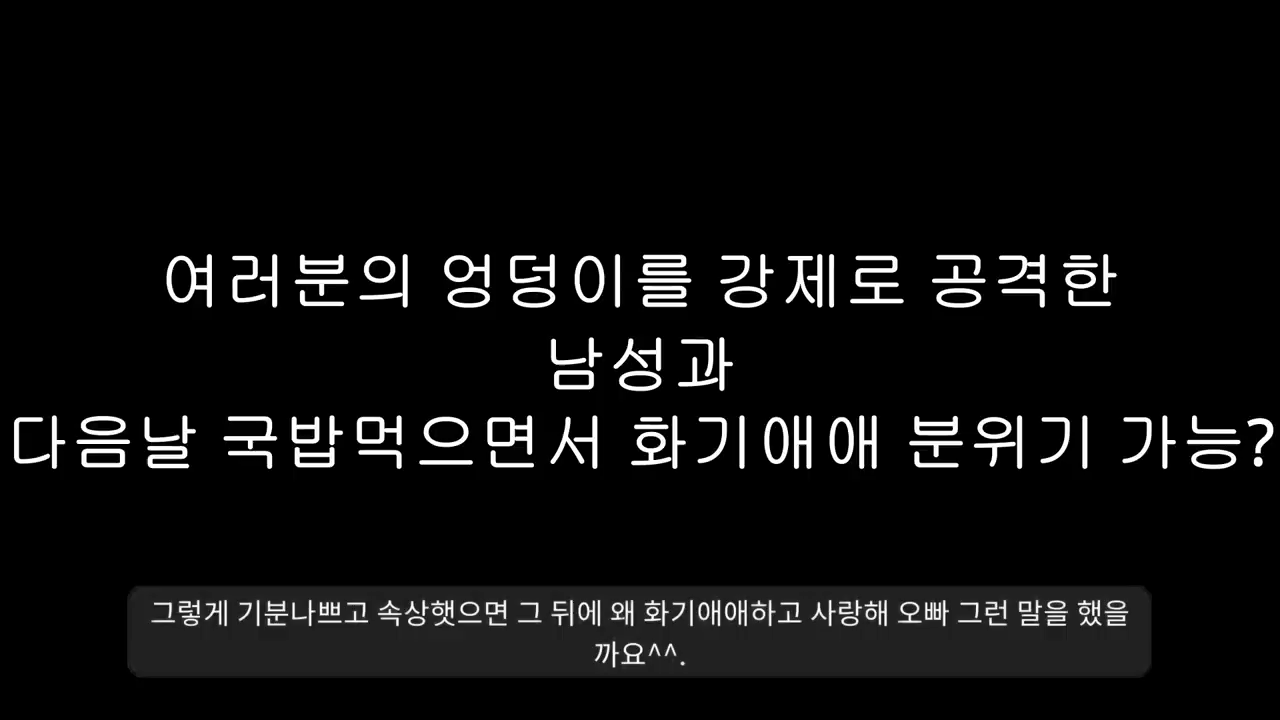 여러분의 엉덩이를 강제로 공격한
남성과
다음날 국밥먹으면서 화기애애 분위기 가능?
그렇게 기분나쁘고 속상햇으면 그 뒤에 왜 화기애애하고 사랑해 오빠 그런 말을 했을
까요^^.